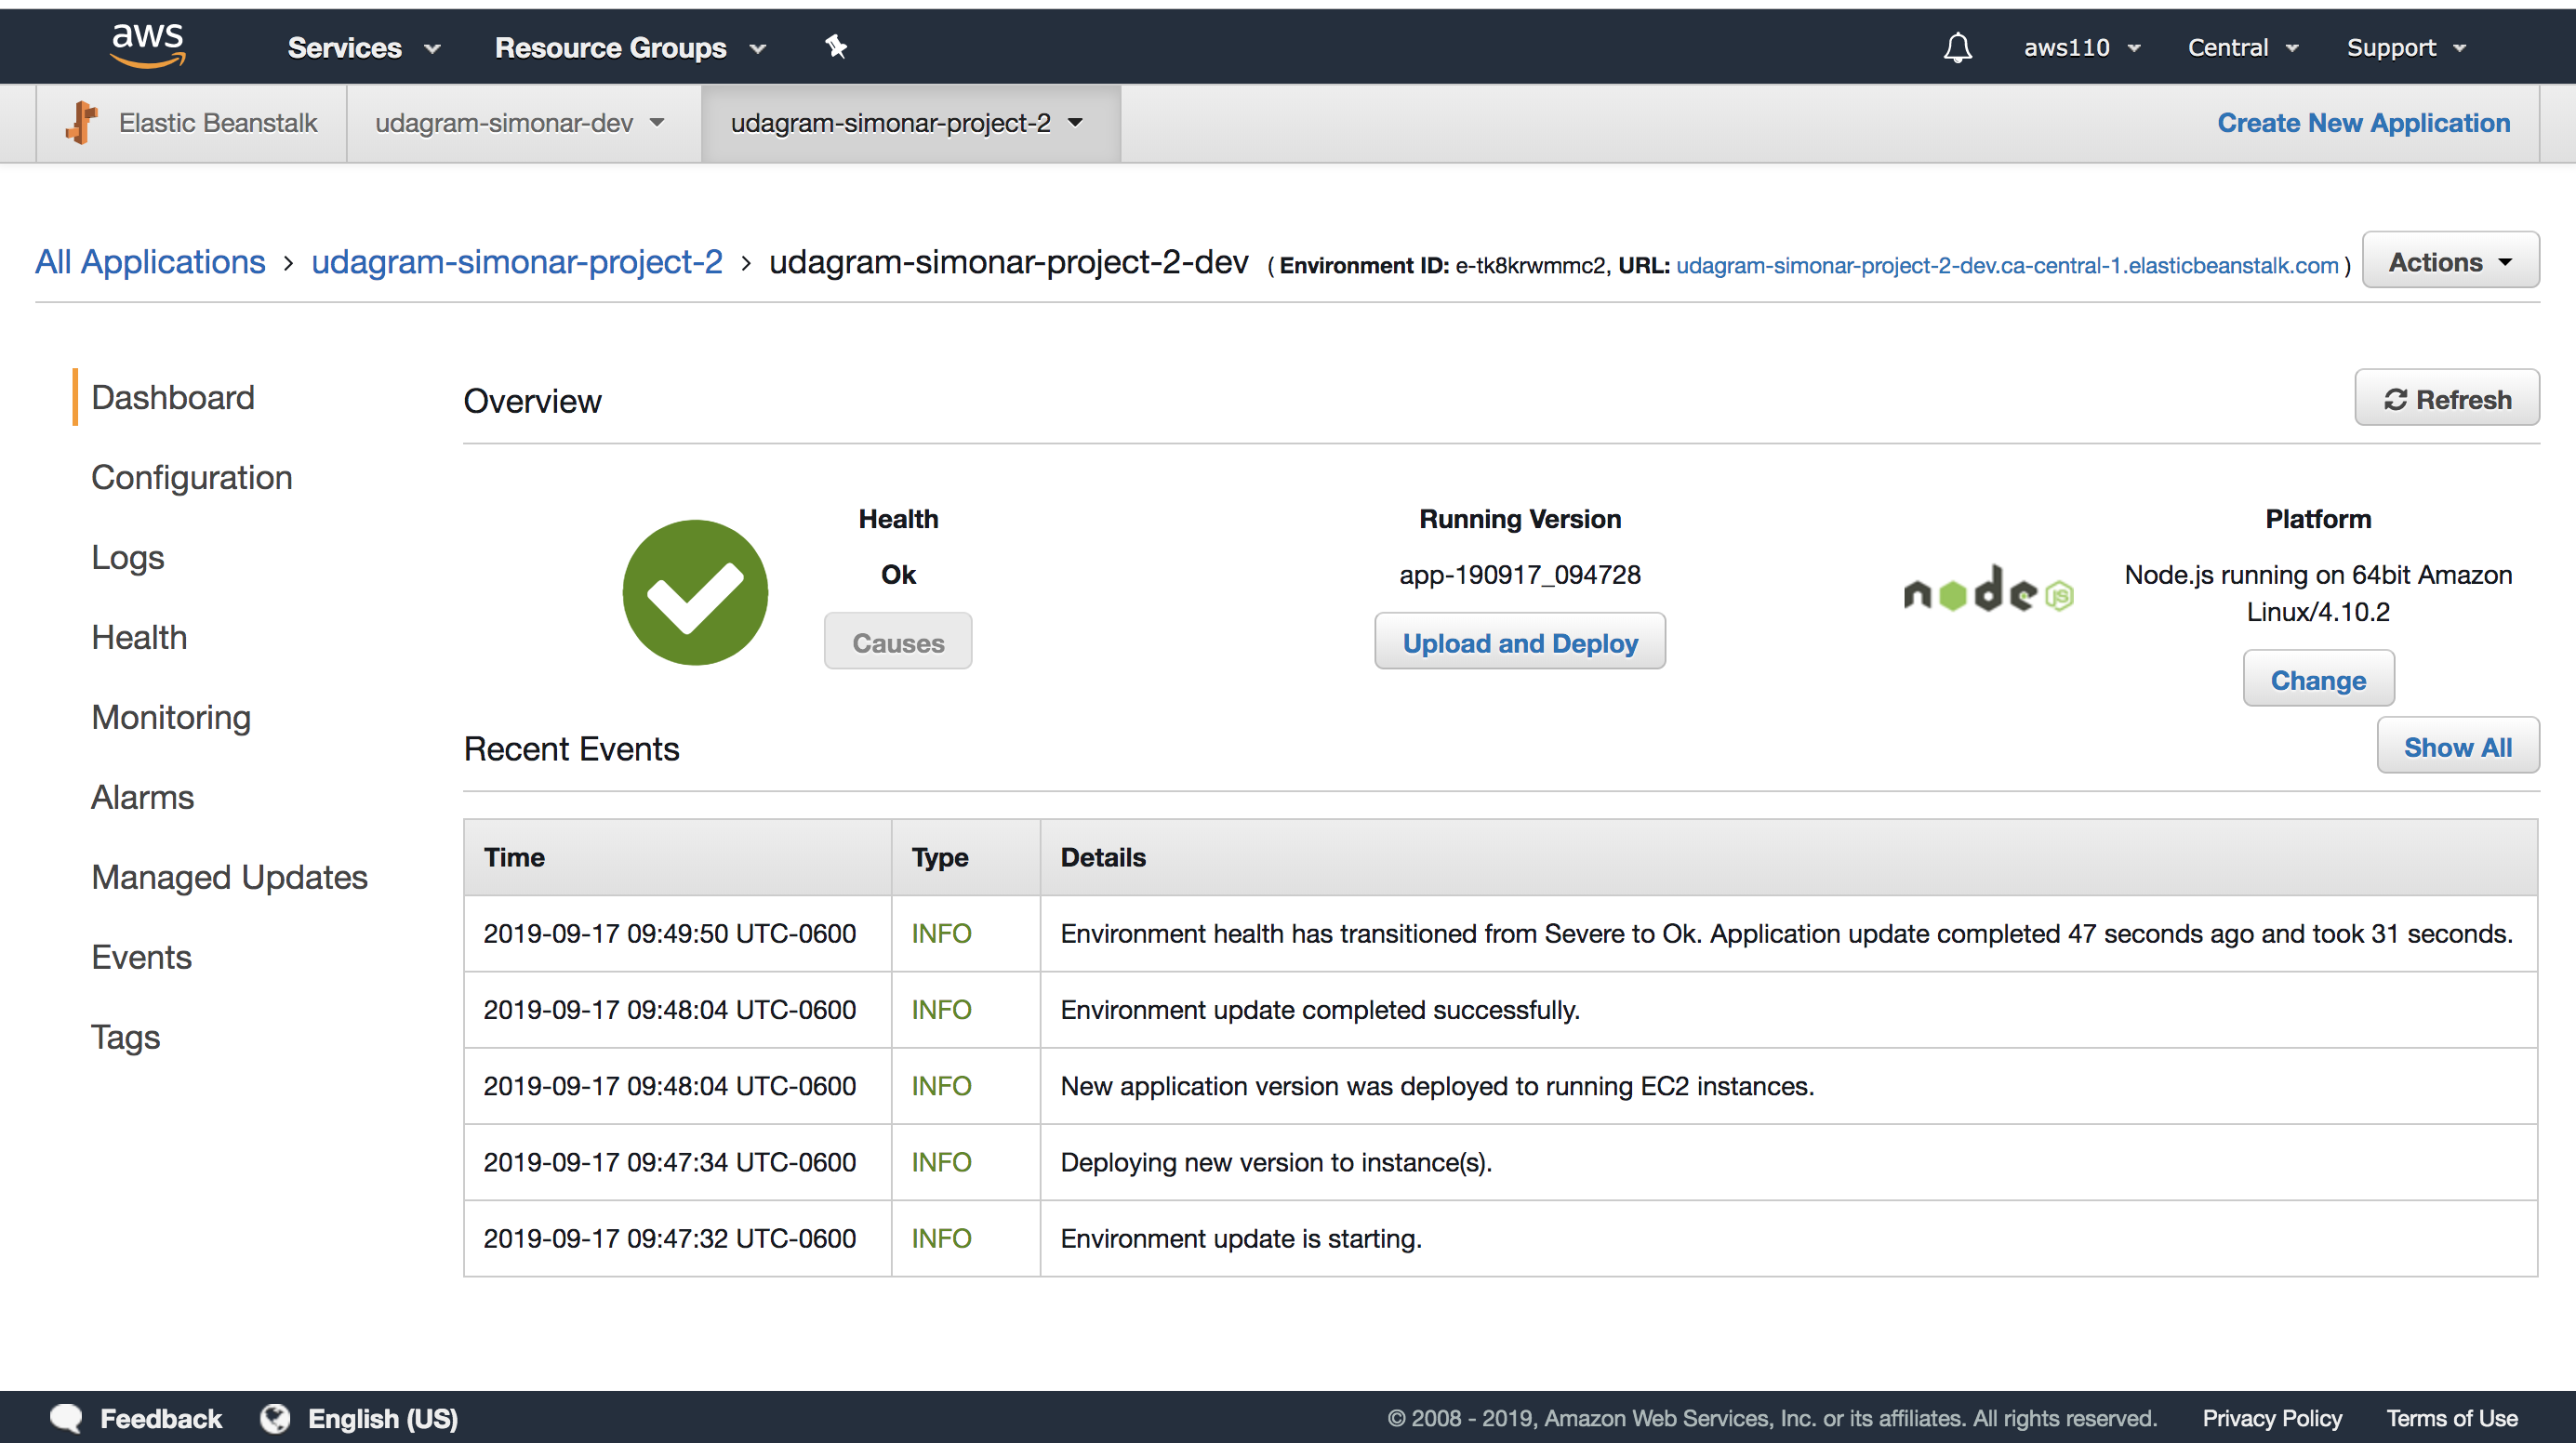 aws Services Resource Groups aws110 Central Support
Elastic Beanstalk udagram-simonar-dev udagram-simonar-project-2 Create New Application
All Applications › udagram-simonar-project-2 › udagram-simonar-project-2-dev ( Environment ID: e-tk8krwmmc2, URL: udagram-simonar-project-2-dev.ca-central-1.elasticbeanstalk.com ) Actions
Dashboard
Configuration
Logs
Health
Monitoring
Alarms
Managed Updates
Events
Tags
Overview Refresh
Health
Ok
Causes
Running Version
app-190917_094728
Upload and Deploy
node JS
Platform
Node.js running on 64bit Amazon
Linux/4.10.2
Change
Recent Events Show All
Time Type Details
2019-09-17 09:49:50 UTC-0600 INFO Environment health has transitioned from Severe to Ok. Application update completed 47 seconds ago and took 31 seconds.
2019-09-17 09:48:04 UTC-0600 INFO Environment update completed successfully.
2019-09-17 09:48:04 UTC-0600 INFO New application version was deployed to running EC2 instances.
2019-09-17 09:47:34 UTC-0600 INFO Deploying new version to instance(s).
2019-09-17 09:47:32 UTC-0600 INFO Environment update is starting.
Feedback English (US) © 2008 - 2019, Amazon Web Services, Inc. or its affiliates. All rights reserved. Privacy Policy Terms of Use